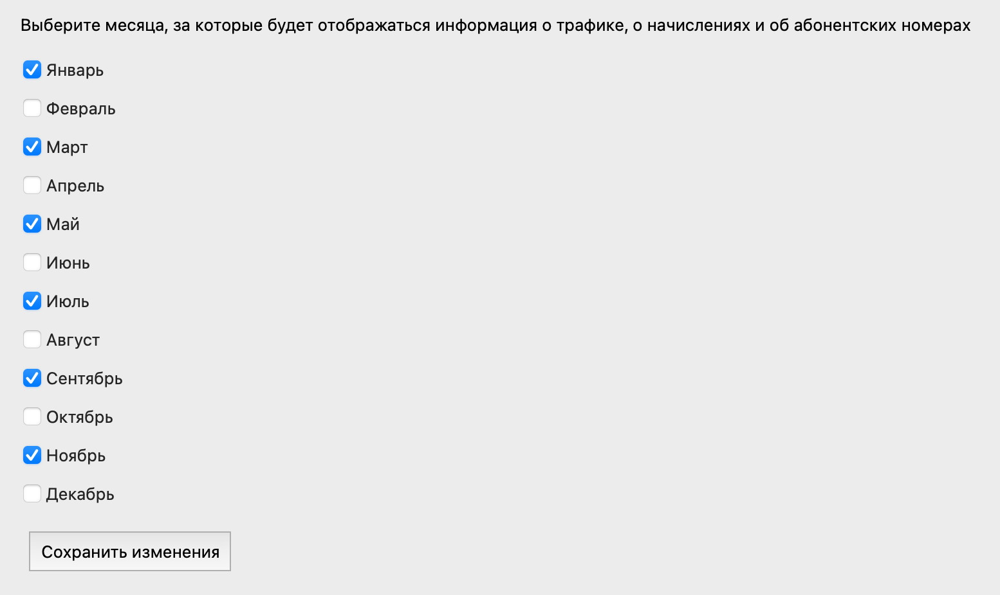 Выберите месяца, за которые будет отображаться информация о трафике, о начислениях и об абонентских номерах
Январь
Февраль
Март
Апрель
Май
Июнь
Июль
Август
Сентябрь
Октябрь
Ноябрь
Декабрь
Сохранить изменения